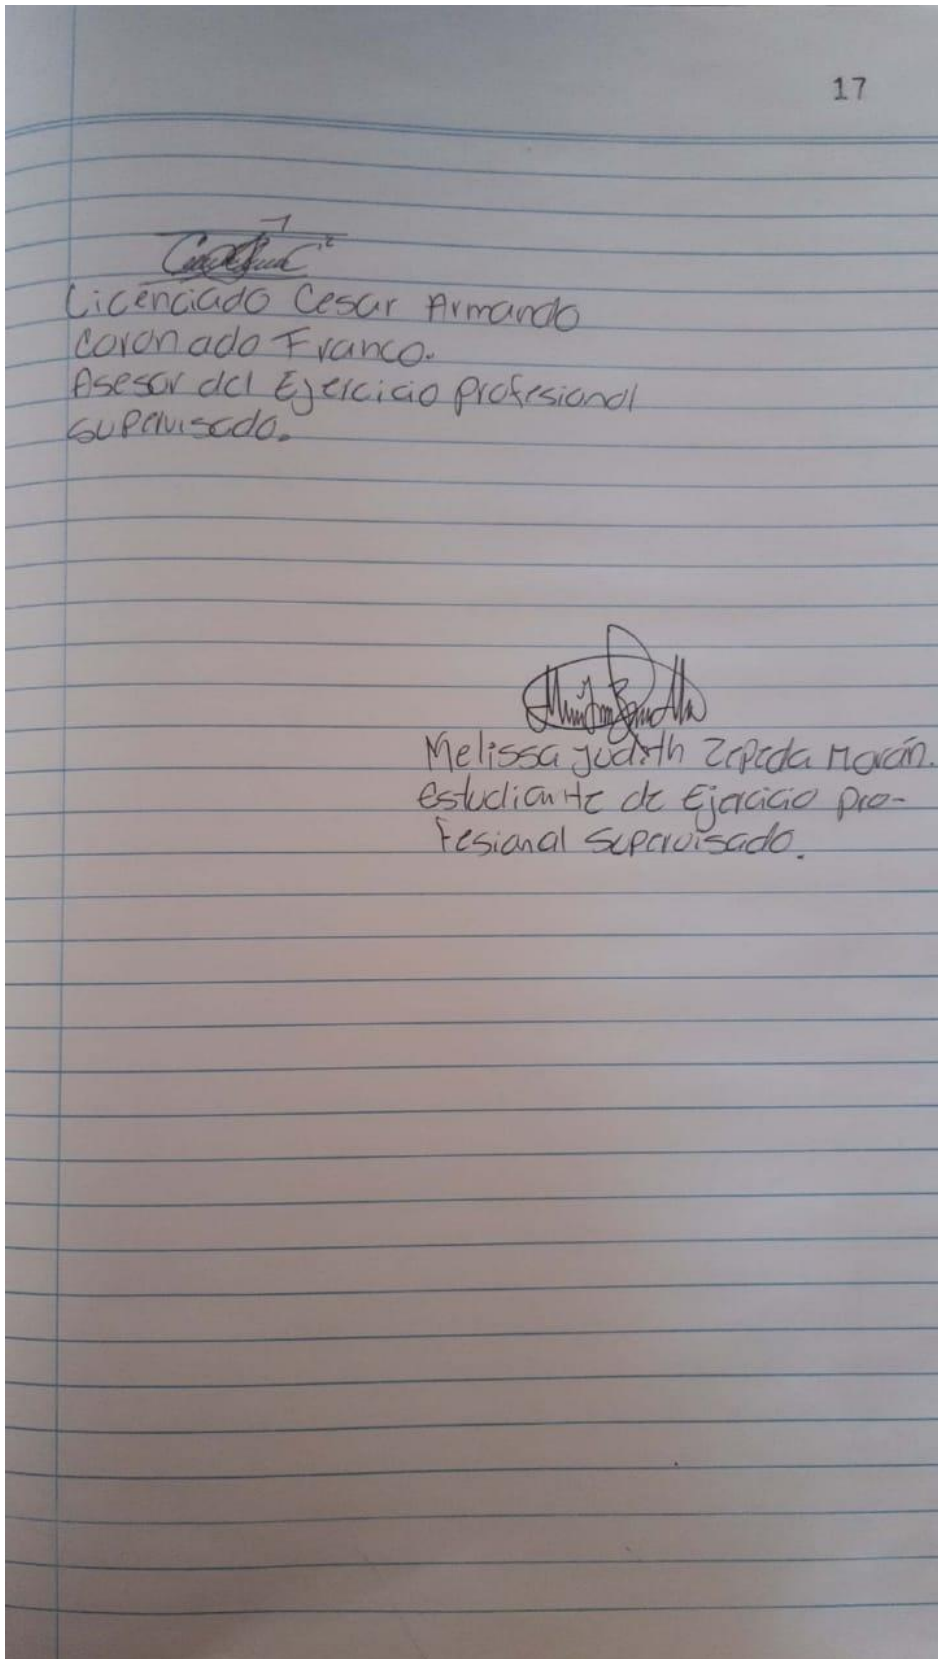 17
Licenciado Cesar Armando
Coronado Franco.
Asesor del Ejercicio profesional
supervisado.
Melissa Judith Zepeda Morán.
estudiante de Ejercicio pro-
fesional supervisado.